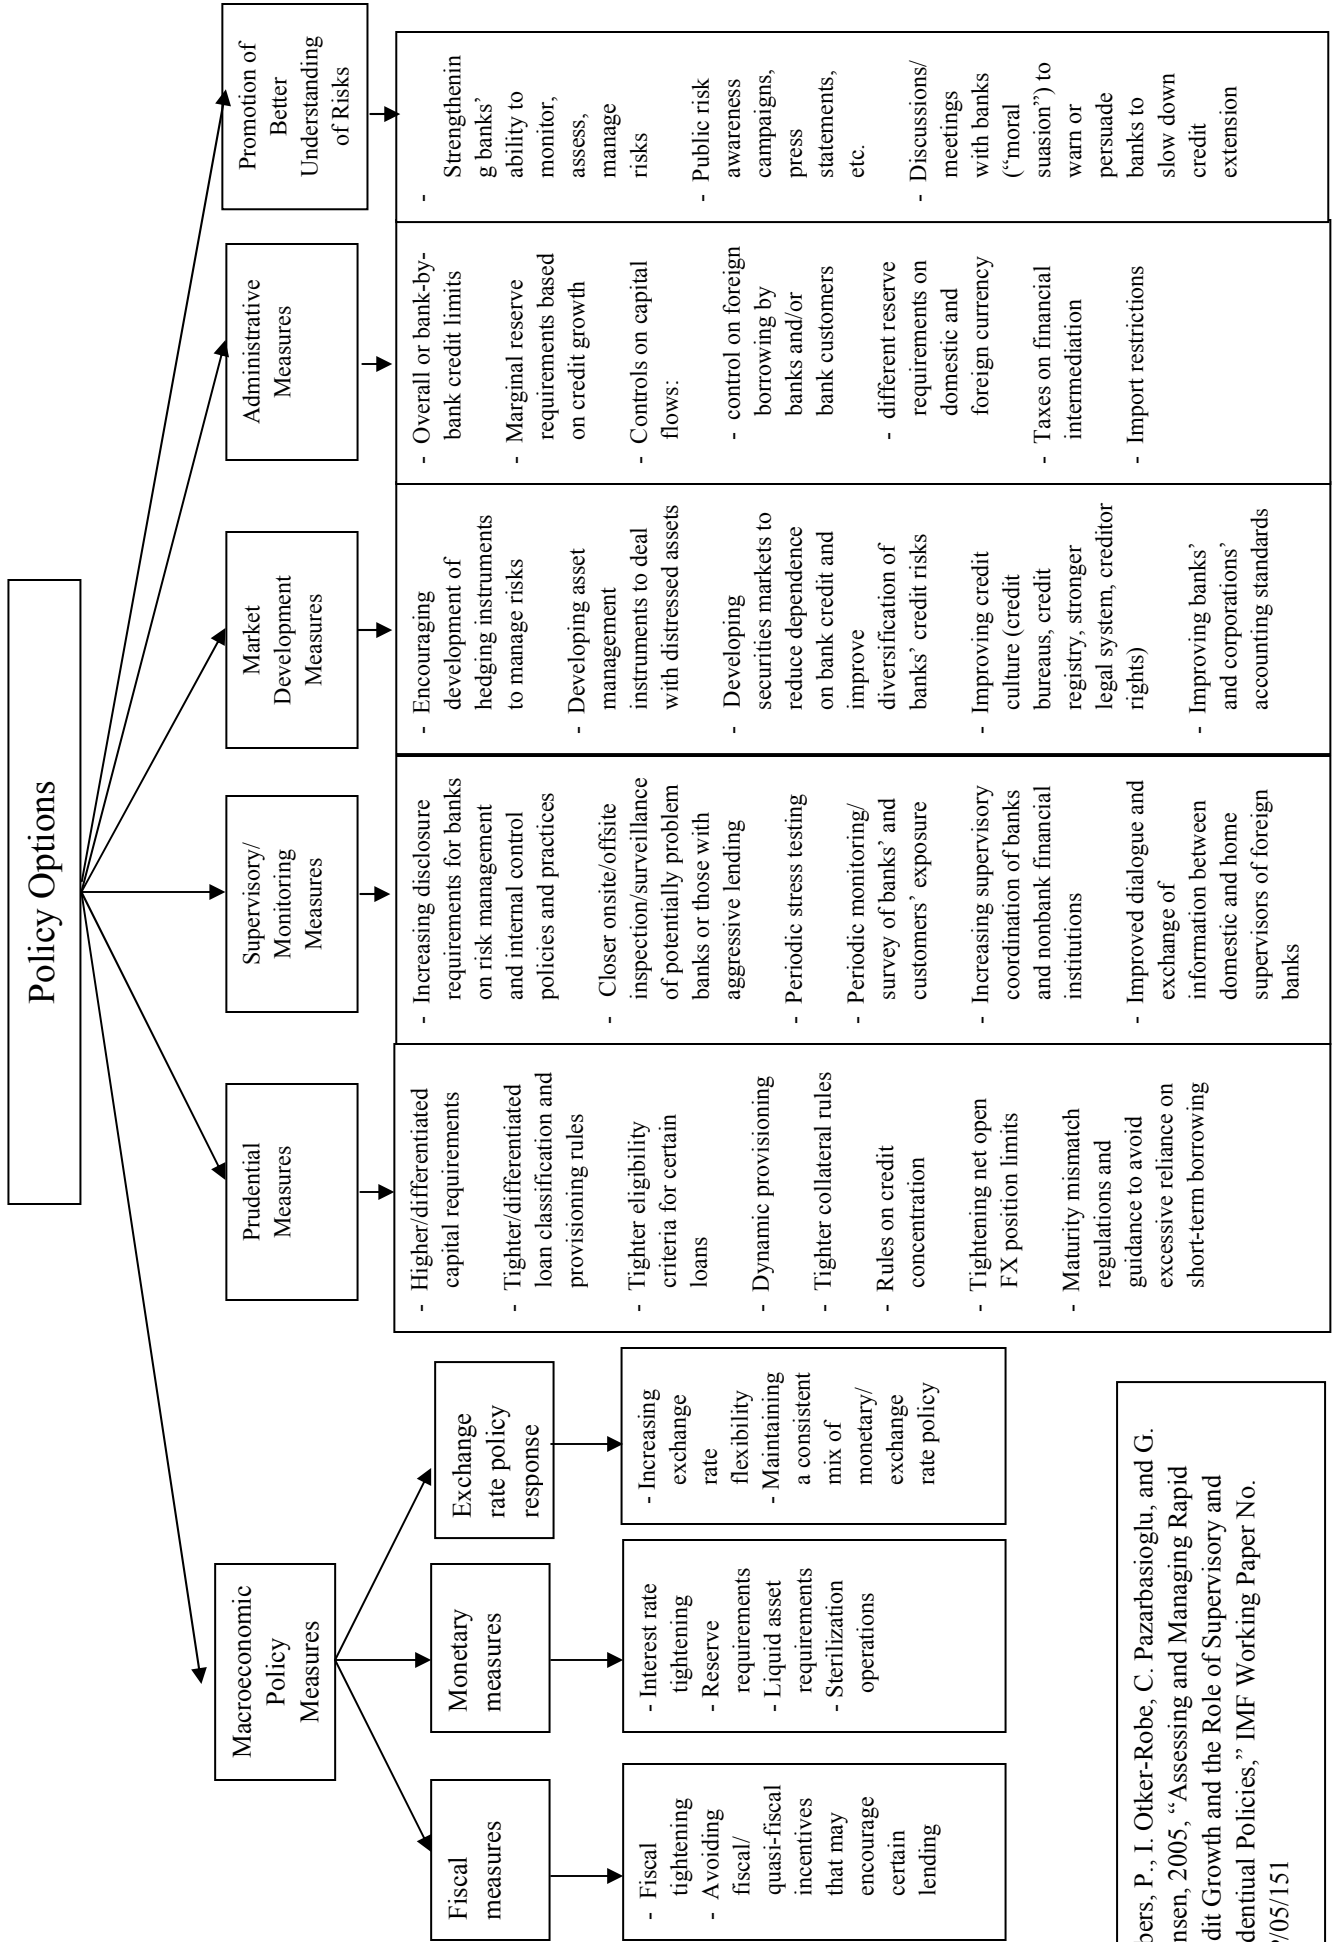 Policy Options
Macroeconomic
Policy
Measures
Prudential
Measures
Supervisory/
Monitoring
Measures
Market
Development
Measures
Administrative
Measures
Promotion of
Better
Understanding
of Risks
Fiscal
measures
Monetary
measures
Exchange
rate policy
response
- Fiscal
tightening
- Avoiding
fiscal/
quasi-fiscal
incentives
that may
encourage
certain
lending
- Interest rate
tightening
- Reserve
requirements
- Liquid asset
requirements
- Sterilization
operations
- Increasing
exchange
rate
flexibility
- Maintaining
a consistent
mix of
monetary/
exchange
rate policy
- Higher/differentiated
capital requirements
- Tighter/differentiated
loan classification and
provisioning rules
- Tighter eligibility
criteria for certain
loans
- Dynamic provisioning
- Tighter collateral rules
- Rules on credit
concentration
- Tightening net open
FX position limits
- Maturity mismatch
regulations and
guidance to avoid
excessive reliance on
short-term borrowing
- Increasing disclosure
requirements for banks
on risk management
and internal control
policies and practices
- Closer onsite/offsite
inspection/surveillance
of potentially problem
banks or those with
aggressive lending
- Periodic stress testing
- Periodic monitoring/
survey of banks’ and
customers’ exposure
- Increasing supervisory
coordination of banks
and nonbank financial
institutions
- Improved dialogue and
exchange of
information between
domestic and home
supervisors of foreign
banks
- Encouraging
development of
hedging instruments
to manage risks
- Developing asset
management
instruments to deal
with distressed assets
- Developing
securities markets to
reduce dependence
on bank credit and
improve
diversification of
banks’ credit risks
- Improving credit
culture (credit
bureaus, credit
registry, stronger
legal system, creditor
rights)
- Improving banks’
and corporations’
accounting standards
- Overall or bank-by-
bank credit limits
- Marginal reserve
requirements based
on credit growth
- Controls on capital
flows:
- control on foreign
borrowing by
banks and/or
bank customers
- different reserve
requirements on
domestic and
foreign currency
- Taxes on financial
intermediation
- Import restrictions
-
Strengthenin
g banks’
ability to
monitor,
assess,
manage
risks
- Public risk
awareness
campaigns,
press
statements,
etc.
- Discussions/
meetings
with banks
(“moral
suasion”) to
warn or
persuade
banks to
slow down
credit
extension
bers, P., I. Otker-Robe, C. Pazarbasioglu, and G.
nsen, 2005, “Assessing and Managing Rapid
dit Growth and the Role of Supervisory and
dentiual Policies,” IMF Working Paper No.
/05/151